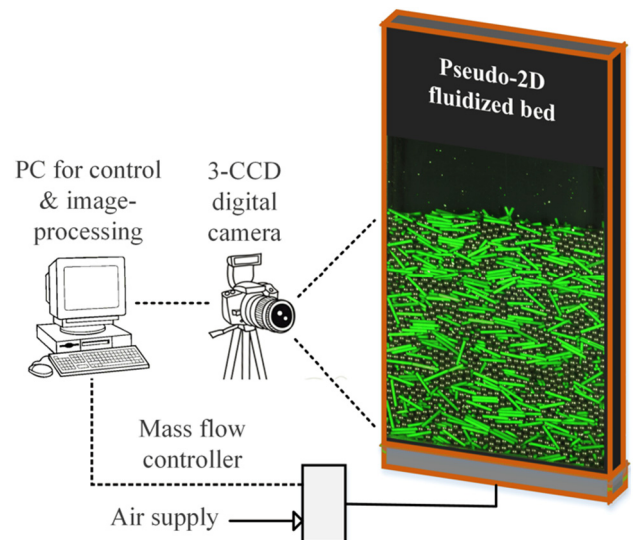 Pseudo-2D
fluidized bed
PC for control
& image-
processing
3-CCD
digital
camera
Mass flow
controller
Air supply